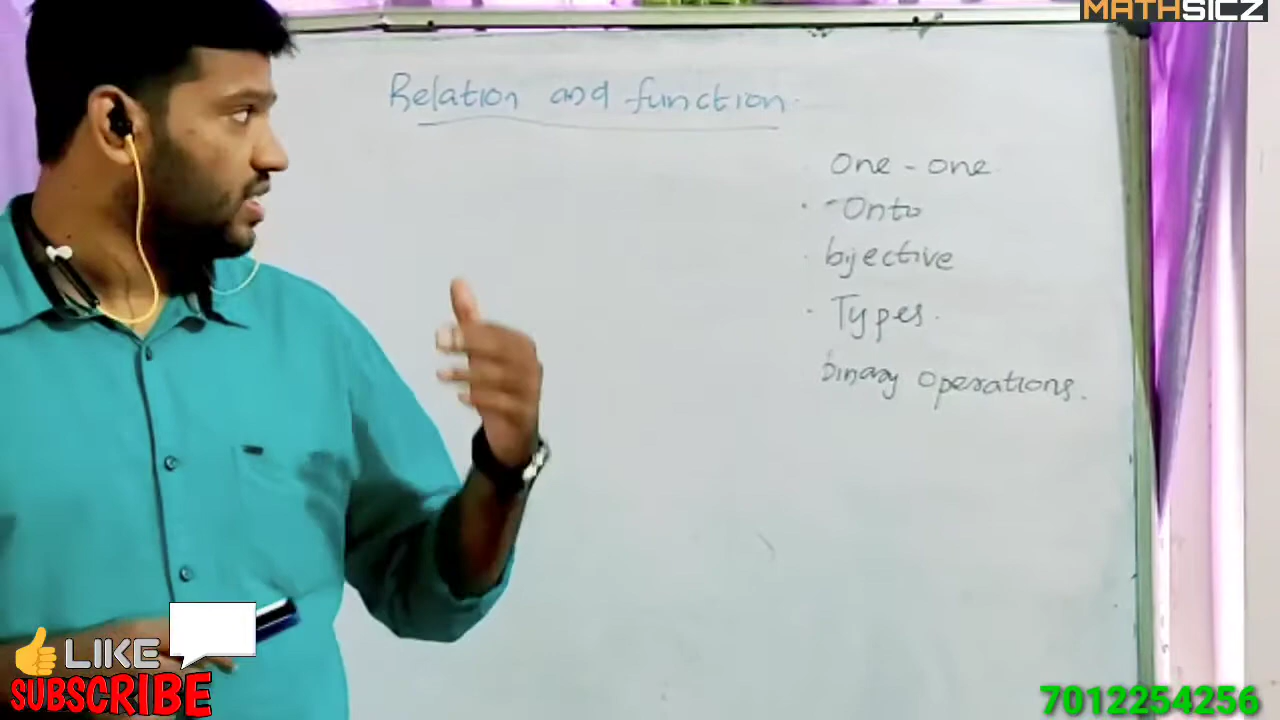 MATHSICZ
Relation and function.
One - one
· Onto
· bijective
· Types.
binary operations.
LIKE
SUBSCRIBE
7012254256